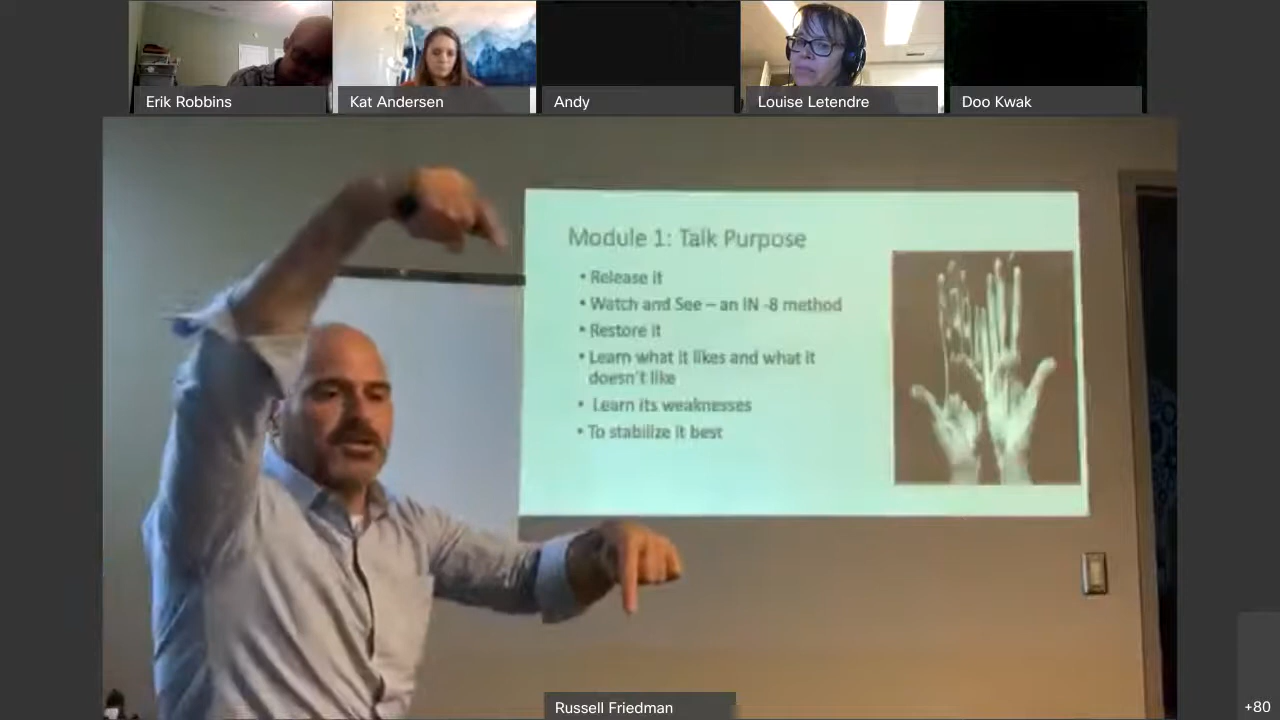 Erik Robbins
Kat Andersen
Andy
Louise Letendre
Doo Kwak
Module 1: Talk Purpose
• Release it
• Watch and See – an IN -8 method
• Restore it
• Learn what it likes and what it
doesn't like
• Learn its weaknesses
• To stabilize it best
Russell Friedman
+80